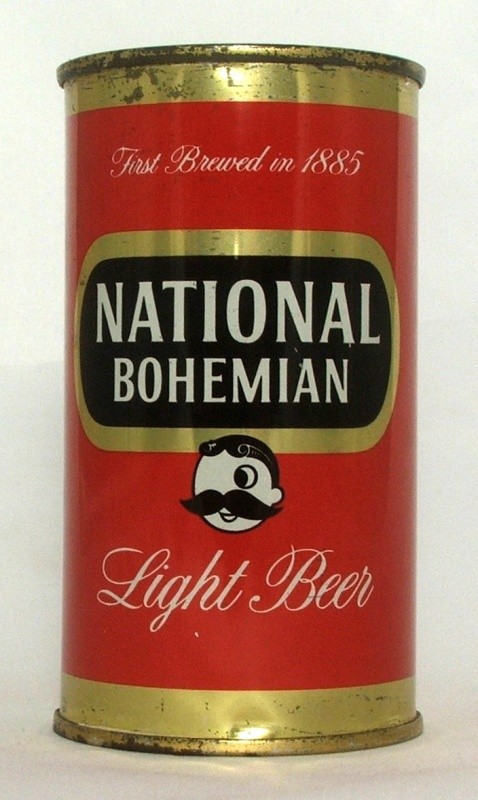 First Brewed in 1885
NATIONAL
BOHEMIAN
Light Beer